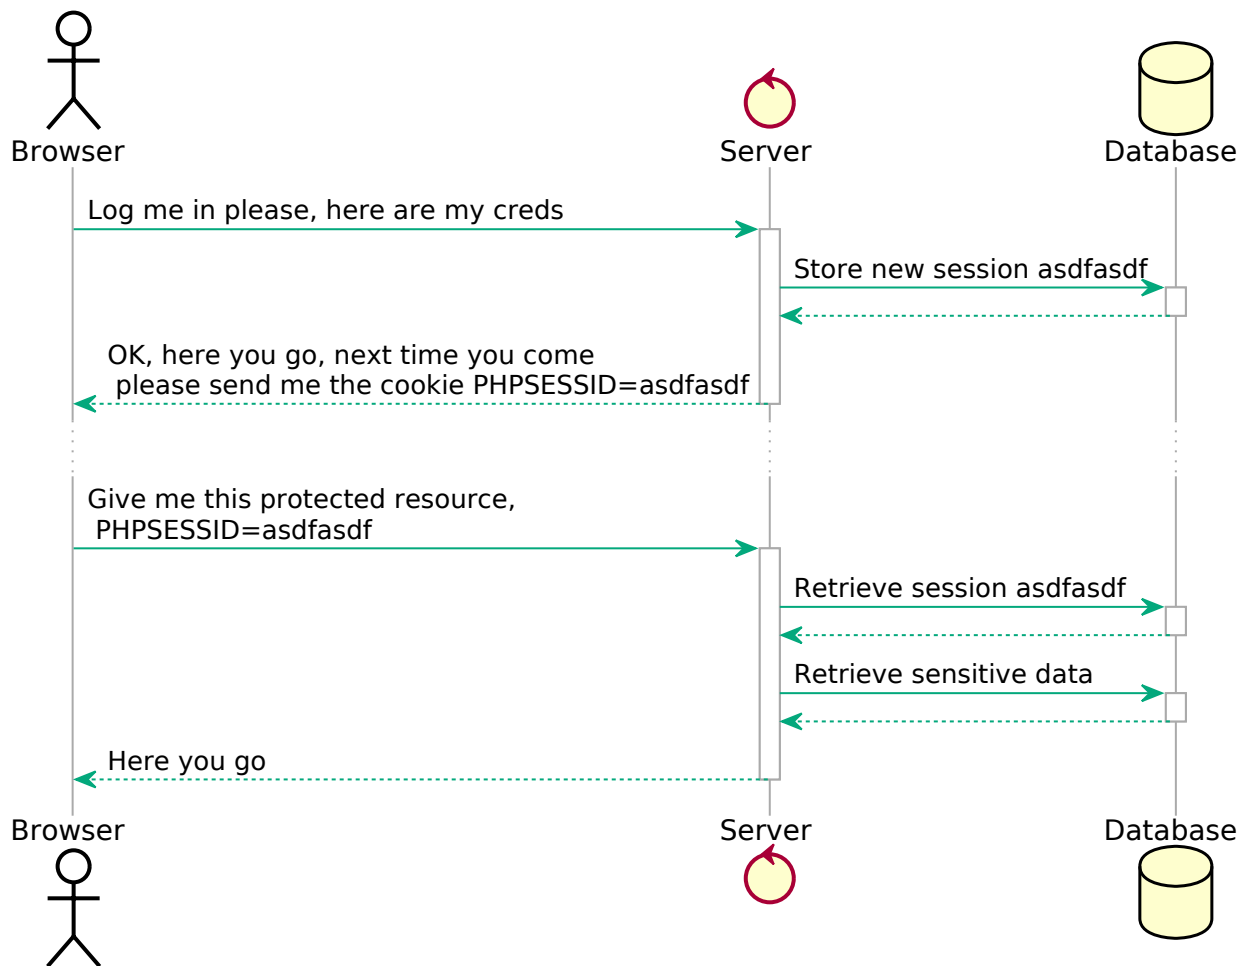 Browser
Server
Database
Log me in please, here are my creds
Store new session asdfasdf
OK, here you go, next time you come
please send me the cookie PHPSESSID=asdfasdf
Give me this protected resource,
PHPSESSID=asdfasdf
Retrieve session asdfasdf
Retrieve sensitive data
Here you go
Browser
Server
Database